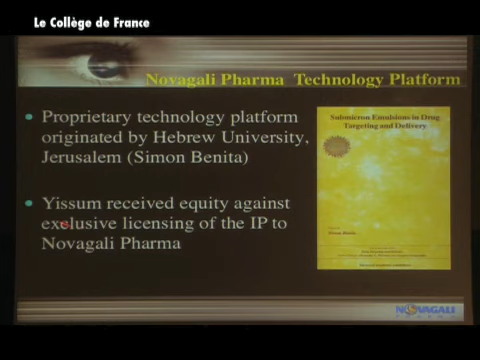 Le Collège de France
Novagali Pharma Technology Platform
Proprietary technology platform
originated by Hebrew University,
Jerusalem (Simon Benita)
Submicron Emulsions in Drug
Targeting and Delivery
Yissum received equity against
exclusive licensing of the IP to
Novagali Pharma
NOVAGALI
PHARMA